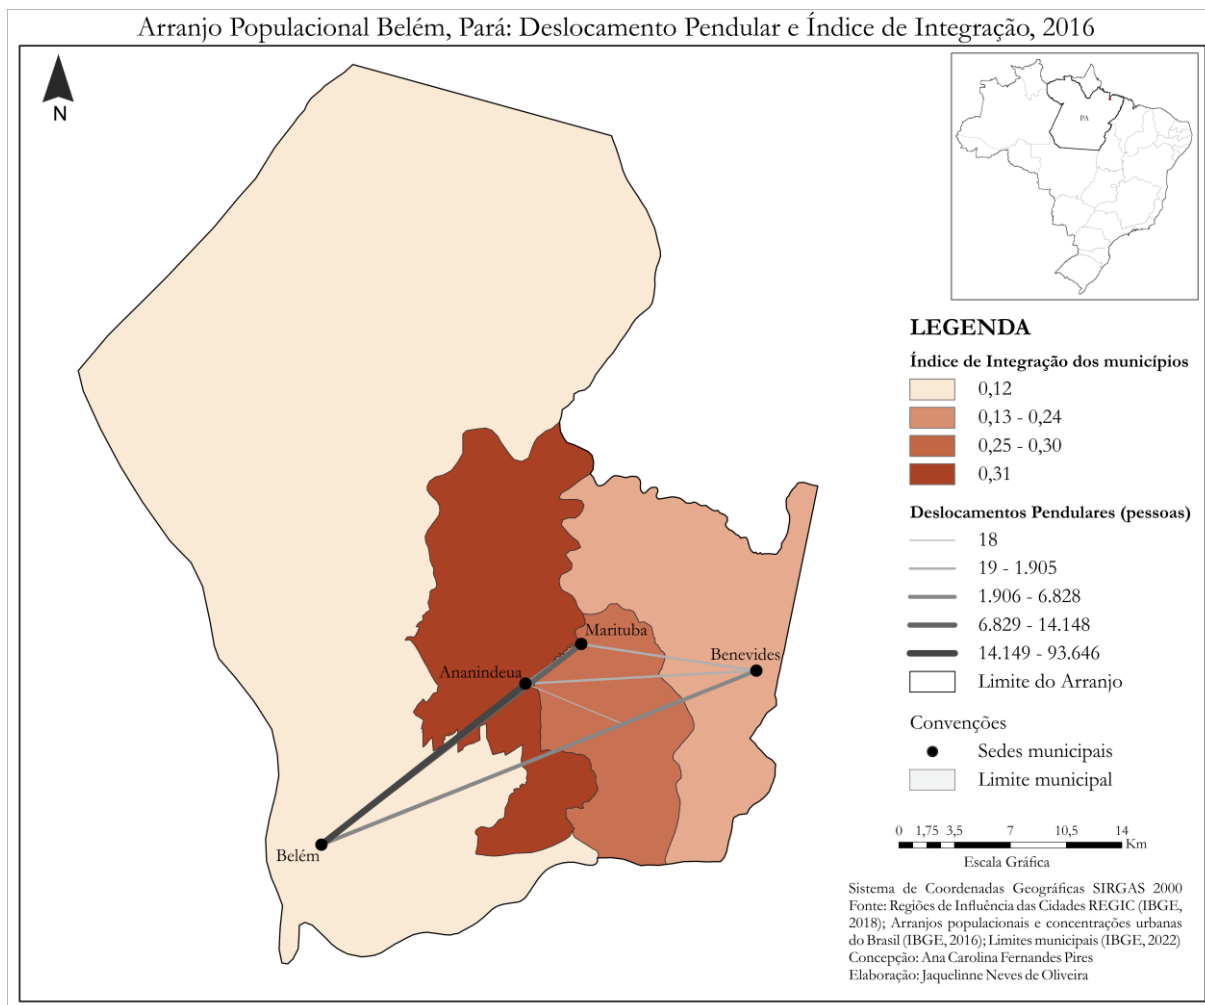 Arranjo Populacional Belém, Pará: Deslocamento Pendular e Índice de Integração, 2016
N
PA
Marituba
Benevides
Ananindeua
Belém
LEGENDA
Índice de Integração dos municípios
0,12
0,13 - 0,24
0,25 - 0,30
0,31
Deslocamentos Pendulares (pessoas)
18
19 - 1.905
1.906 - 6.828
6.829 - 14.148
14.149 - 93.646
Limite do Arranjo
Convenções
Sedes municipais
Limite municipal
0 1,75 3,5 7 10,5 14
Km
Escala Gráfica
Sistema de Coordenadas Geográficas SIRGAS 2000
Fonte: Regiões de Influência das Cidades REGIC (IBGE,
2018); Arranjos populacionais e concentrações urbanas
do Brasil (IBGE, 2016); Limites municipais (IBGE, 2022)
Concepção: Ana Carolina Fernandes Pires
Elaboração: Jaquelinne Neves de Oliveira